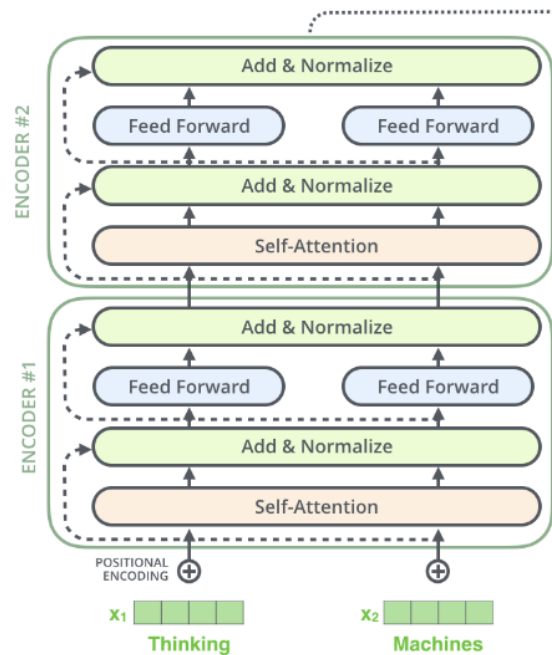 ENCODER #2
Add & Normalize
Feed Forward
Feed Forward
Add & Normalize
Self-Attention
ENCODER #1
Add & Normalize
Feed Forward
Feed Forward
Add & Normalize
Self-Attention
POSITIONAL
ENCODING
x₁
x₂
Thinking
Machines